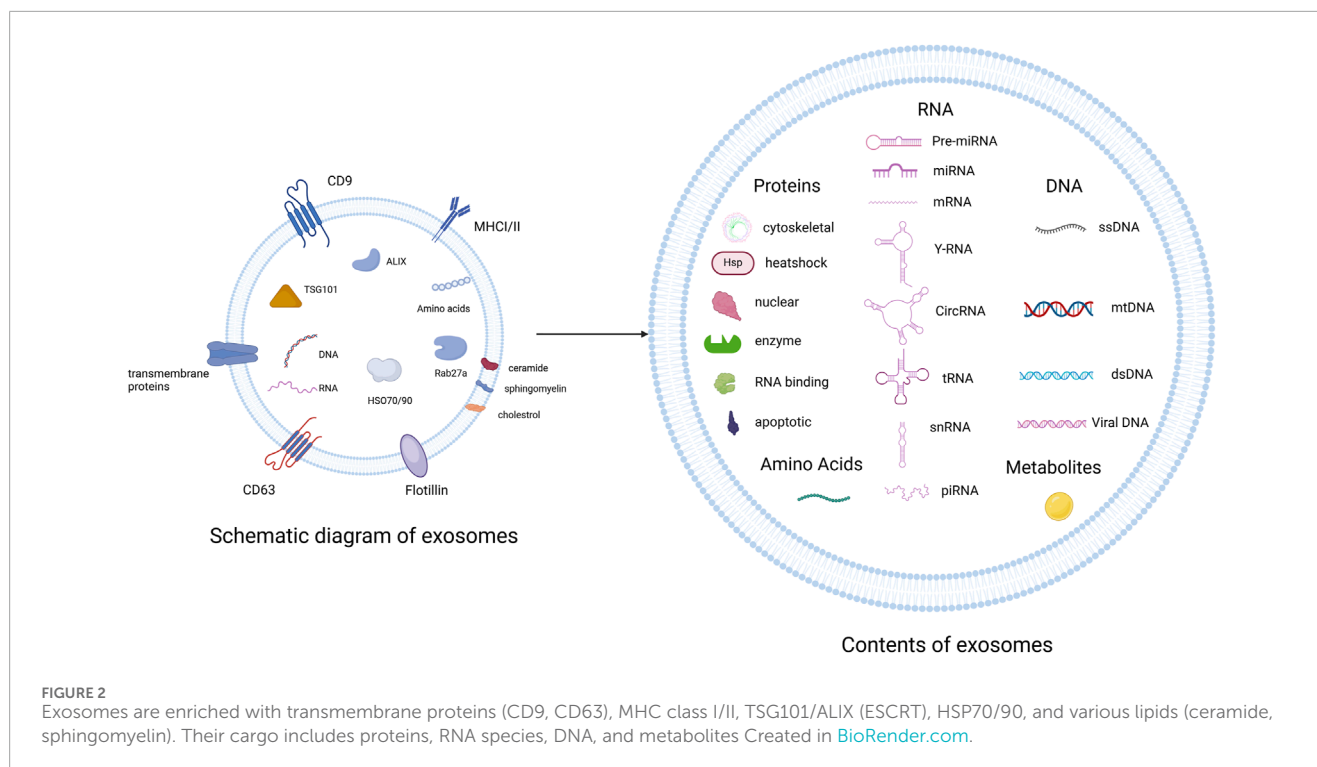 CD9
MHCI/II
ALIX
TSG101
Amino acids
transmembrane
proteins
DNA
RNA
HSO70/90
Rab27a
ceramide
sphingomyelin
cholestrol
CD63
Flotillin
Schematic diagram of exosomes
RNA
Pre-miRNA
miRNA
mRNA
Y-RNA
CircRNA
tRNA
snRNA
piRNA
Proteins
cytoskeletal
Hsp heatshock
nuclear
enzyme
RNA binding
apoptotic
Amino Acids
DNA
ssDNA
mtDNA
dsDNA
Viral DNA
Metabolites
Contents of exosomes
FIGURE 2
Exosomes are enriched with transmembrane proteins (CD9, CD63), MHC class I/II, TSG101/ALIX (ESCRT), HSP70/90, and various lipids (ceramide,
sphingomyelin). Their cargo includes proteins, RNA species, DNA, and metabolites Created in BioRender.com.